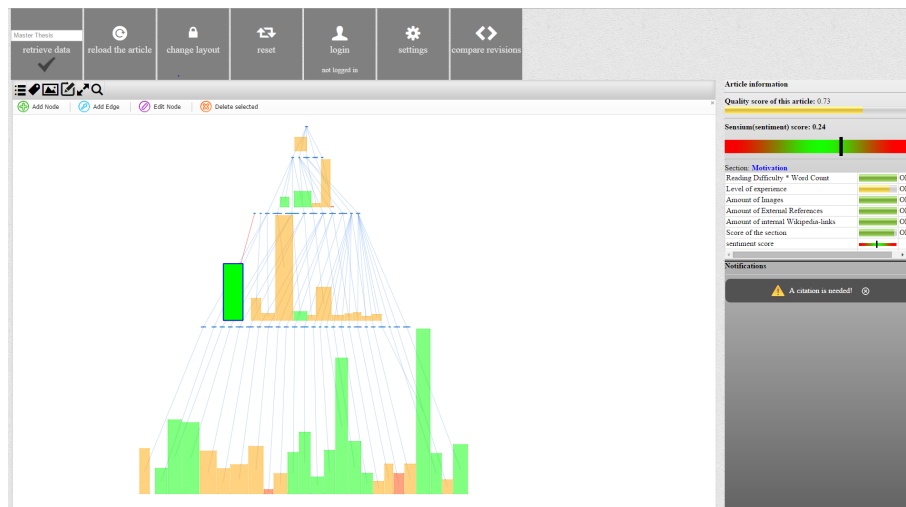 Master Thesis
retrieve data
reload the article
change layout
reset
login
not logged in
settings
compare revisions
Add Node
Add Edge
Edit Node
Delete selected
Article information
Quality score of this article: 0.73
Sensium(sentiment) score: 0.24
Section: Motivation
Reading Difficulty * Word Count
Level of experience
Amount of Images
Amount of External References
Amount of internal Wikipedia-links
Score of the section
sentiment score
Notifications
A citation is needed!